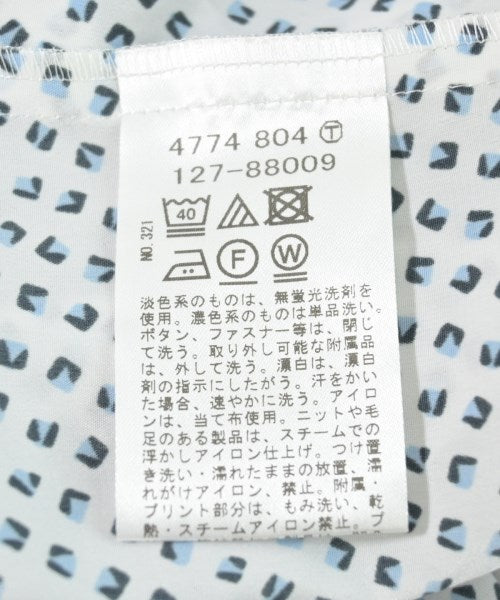 4774 804 Ⓣ
127-88009
NO.321
40
F W
淡色系のものは、無蛍光洗剤を
使用。濃色系のものは単品洗い。
ボタン、ファスナー等は、閉じ
て洗う。取り外し可能な附属品
は、外して洗う。漂白は、漂白
剤の指示にしたがう。汗をかい
た場合、速やかに洗う。アイロ
ンは、当て布使用。ニットや毛
足のある製品は、スチームでの
浮かしアイロン仕上げ。つけ置
き洗い・濡れたままの放置、濡
れがけアイロン、禁止。附属・
プリント部分は、もみ洗い、乾
熱・スチームアイロン禁止。プ